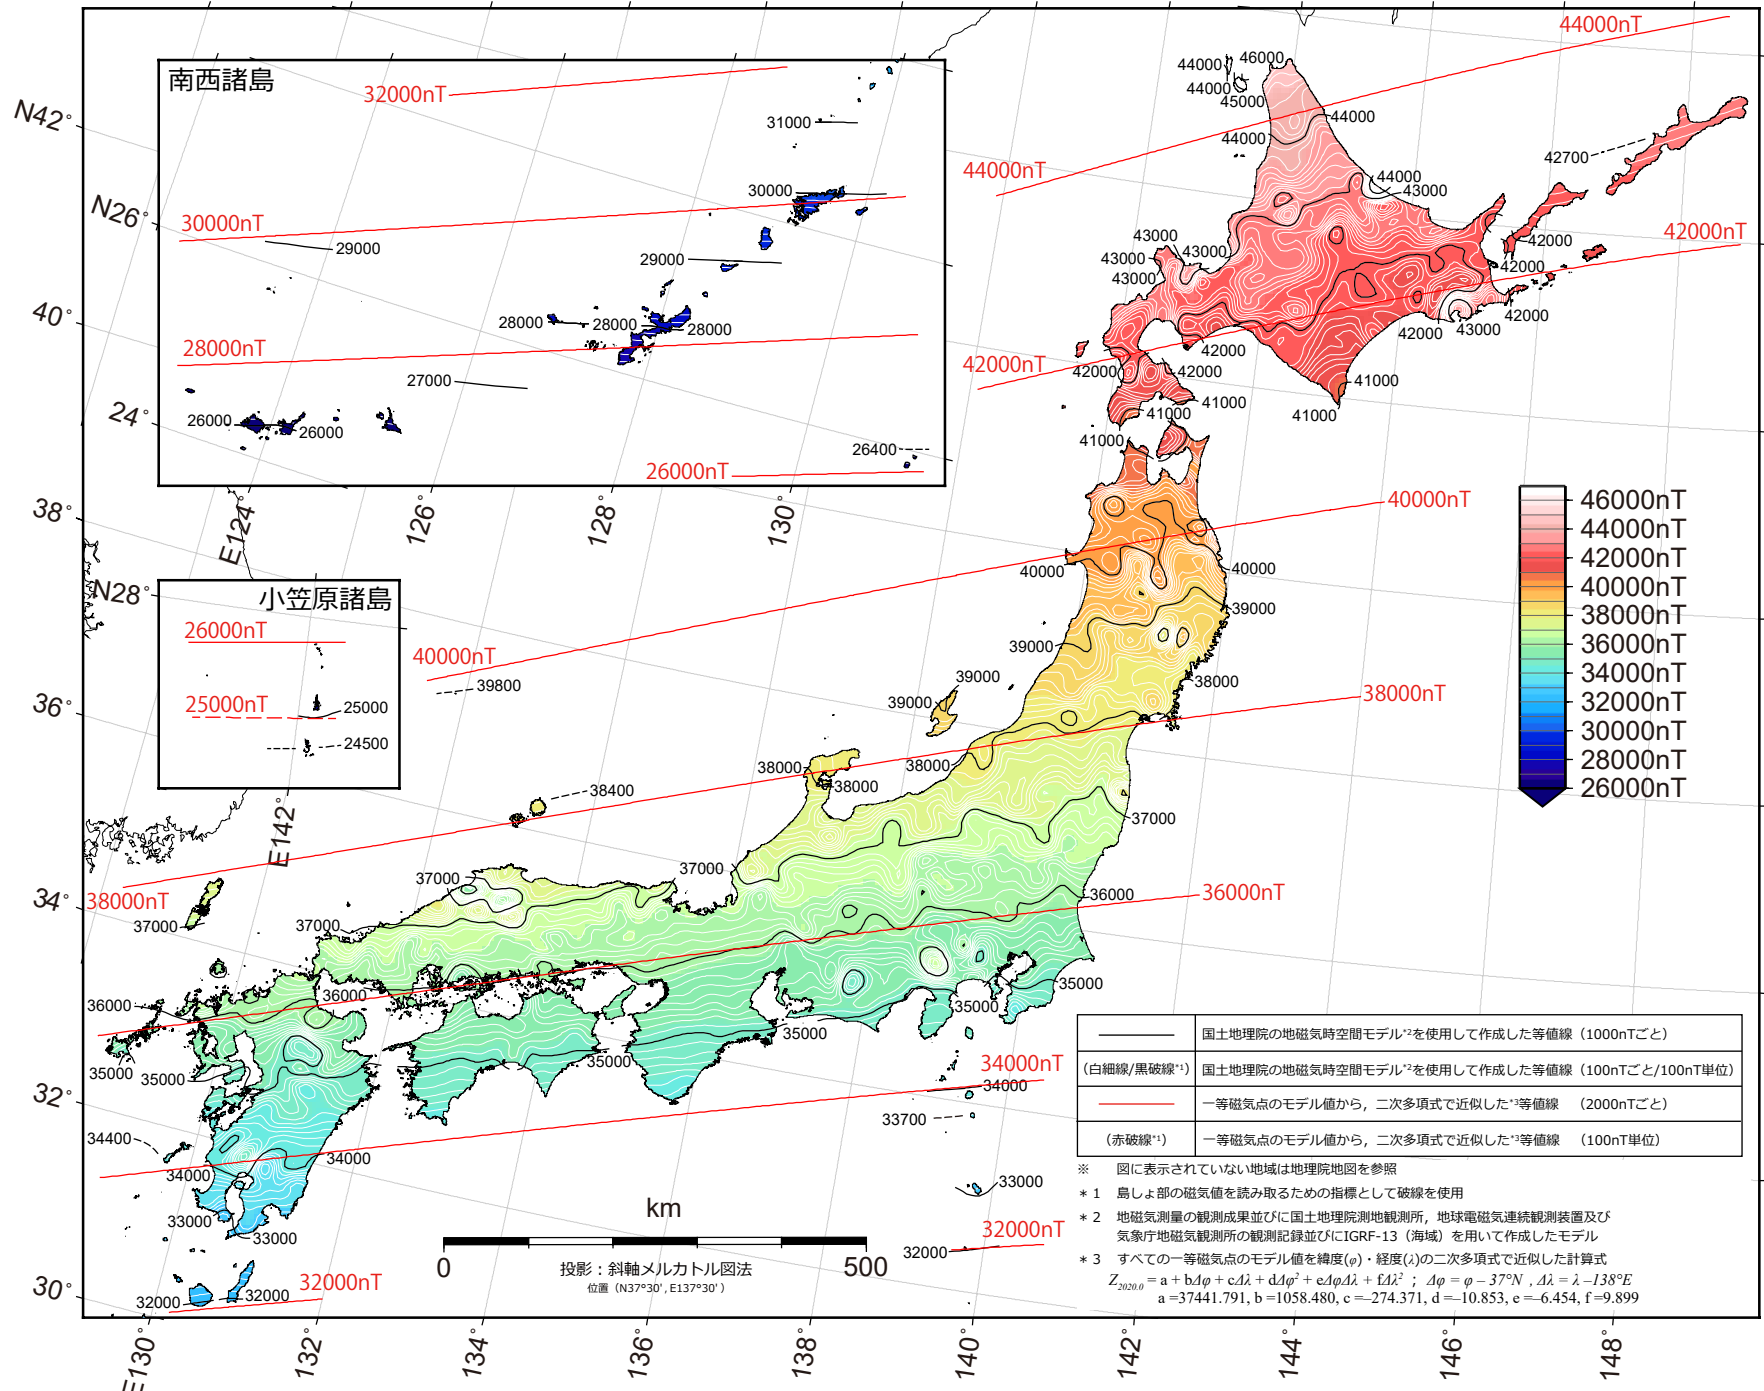 44000nT
N42°
南西諸島
32000nT
31000
30000
30000nT
29000
29000
28000
28000
28000
28000nT
27000
26000
26000
26400
26000nT
N26°
24°
E124°
126°
128°
130°
44000
46000
44000
45000
44000
44000
44000nT
42700
44000
43000
43000
43000
43000
43000
42000
42000nT
42000
42000
43000
42000
42000nT
42000
42000
42000
41000
41000
41000
41000
41000
40°
38°
40000nT
40000
40000
39000
39000
46000nT
44000nT
42000nT
40000nT
38000nT
36000nT
34000nT
32000nT
30000nT
28000nT
26000nT
N28°
小笠原諸島
26000nT
25000nT
25000
24500
E142°
40000nT
39800
39000
39000
38000
38000nT
36°
38000
38000
38000
38400
37000
37000
37000
37000
38000nT
37000
34°
36000
36000nT
36000
36000
35000
35000
35000
35000
35000
35000
34000nT
34000
33700
32°
34400
34000
34000
33000
33000
33000
32000nT
32000
32000
32000
32000nT
30°
km
0
500
投影：斜軸メルカトル図法
位置（N37°30′, E137°30′）
国土地理院の地磁気時空間モデル*2を使用して作成した等値線（1000nTごと）
（白細線/黒破線*1） 国土地理院の地磁気時空間モデル*2を使用して作成した等値線（100nTごと/100nT単位）
一等磁気点のモデル値から，二次多項式で近似した*3等値線　（2000nTごと）
（赤破線*1） 一等磁気点のモデル値から，二次多項式で近似した*3等値線　（100nT単位）
※　図に表示されていない地域は地理院地図を参照
＊1　島しょ部の磁気値を読み取るための指標として破線を使用
＊2　地磁気測量の観測成果並びに国土地理院測地観測所，地球電磁気連続観測装置及び
気象庁地磁気観測所の観測記録並びにIGRF-13（海域）を用いて作成したモデル
＊3　すべての一等磁気点のモデル値を緯度(φ)・経度(λ)の二次多項式で近似した計算式
Z2020.0 = a + bΔφ + cΔλ + dΔφ² + eΔφΔλ + fΔλ² ； Δφ = φ – 37°N , Δλ = λ –138°E
a =37441.791, b =1058.480, c =–274.371, d =–10.853, e =–6.454, f =9.899
E130°
132°
134°
136°
138°
140°
142°
144°
146°
148°